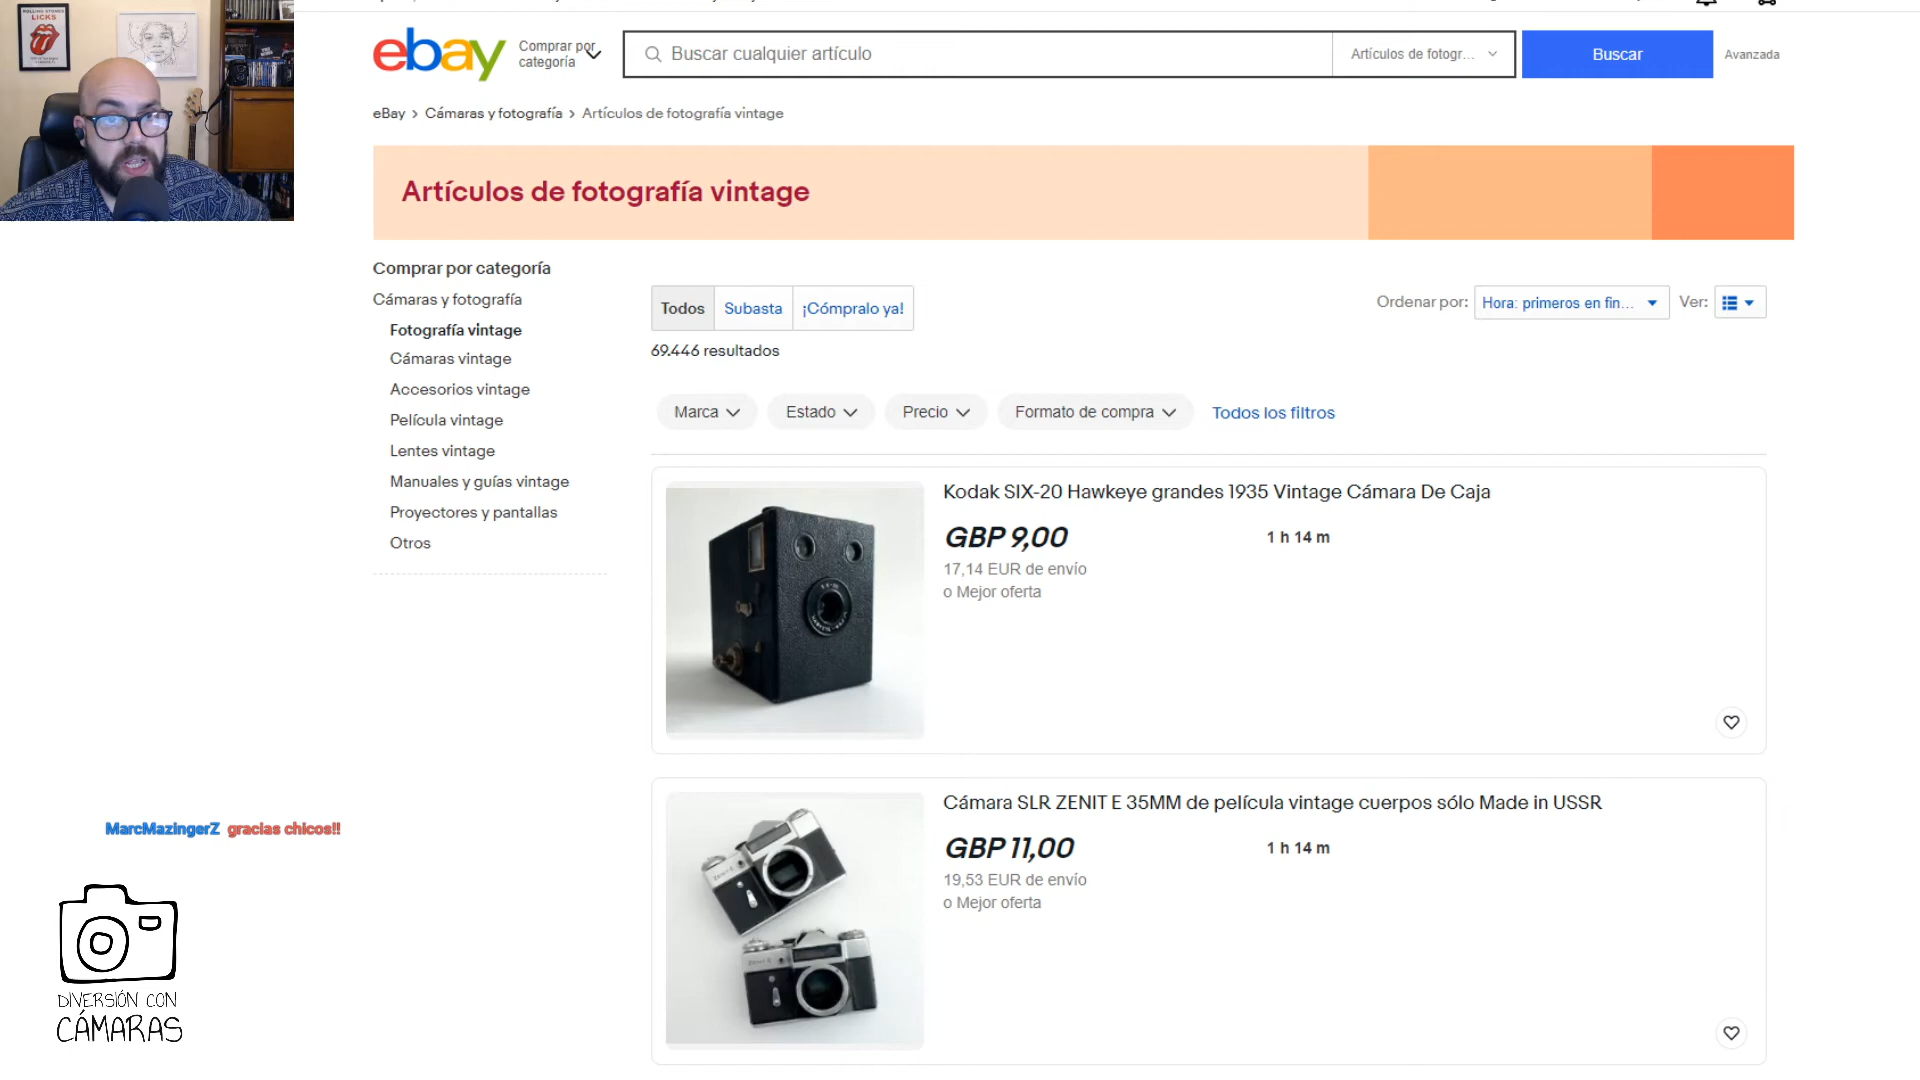 ROLLING STONES
LICKS
ebay
Comprar por
categoría
Buscar cualquier artículo
Artículos de fotogr...
Buscar
Avanzada
eBay > Cámaras y fotografía > Artículos de fotografía vintage
Artículos de fotografía vintage
Comprar por categoría
Cámaras y fotografía
Fotografía vintage
Cámaras vintage
Accesorios vintage
Película vintage
Lentes vintage
Manuales y guías vintage
Proyectores y pantallas
Otros
Todos
Subasta
¡Cómpralo ya!
Ordenar por:
Hora: primeros en fin...
Ver:
69.446 resultados
Marca
Estado
Precio
Formato de compra
Todos los filtros
Kodak SIX-20 Hawkeye grandes 1935 Vintage Cámara De Caja
GBP 9,00
1 h 14 m
17,14 EUR de envío
o Mejor oferta
Cámara SLR ZENIT E 35MM de película vintage cuerpos sólo Made in USSR
GBP 11,00
1 h 14 m
19,53 EUR de envío
o Mejor oferta
MarcMazingerZ gracias chicos!!
DIVERSIÓN CON
CÁMARAS